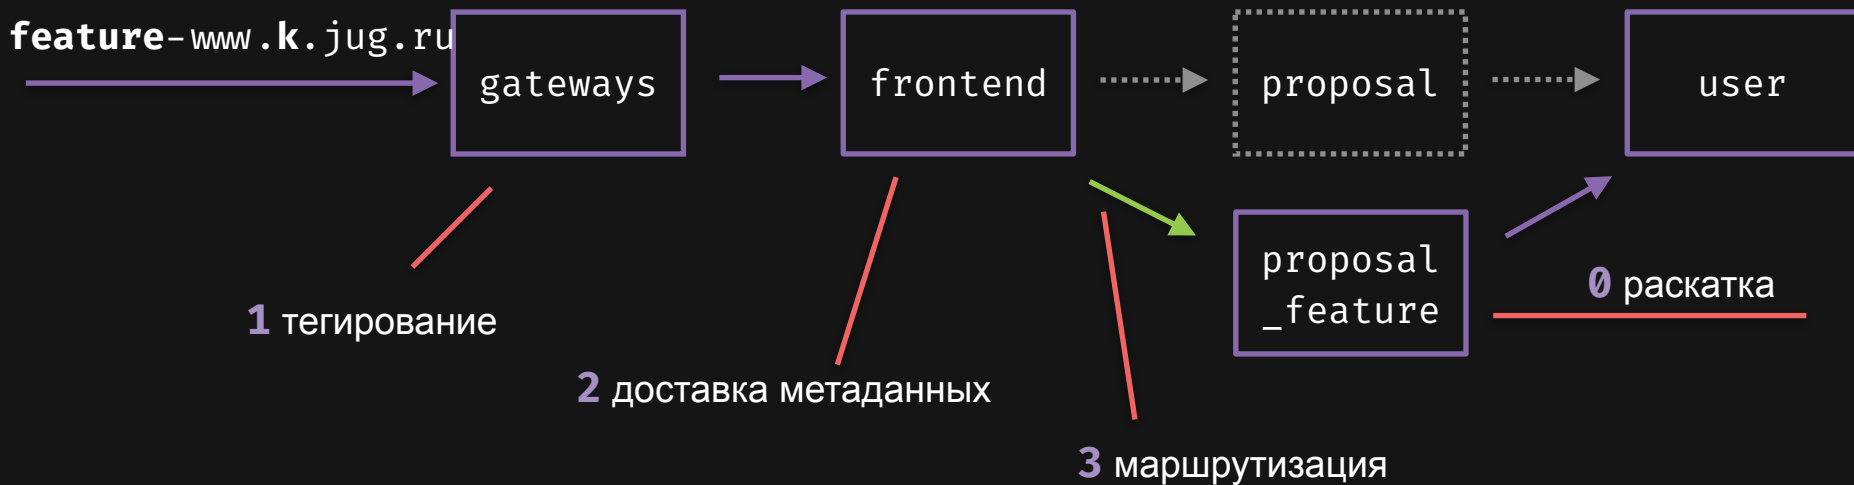 feature-www.k.jug.ru
gateways
frontend
proposal
user
proposal
_feature
0 раскатка
1 тегирование
2 доставка метаданных
3 маршрутизация